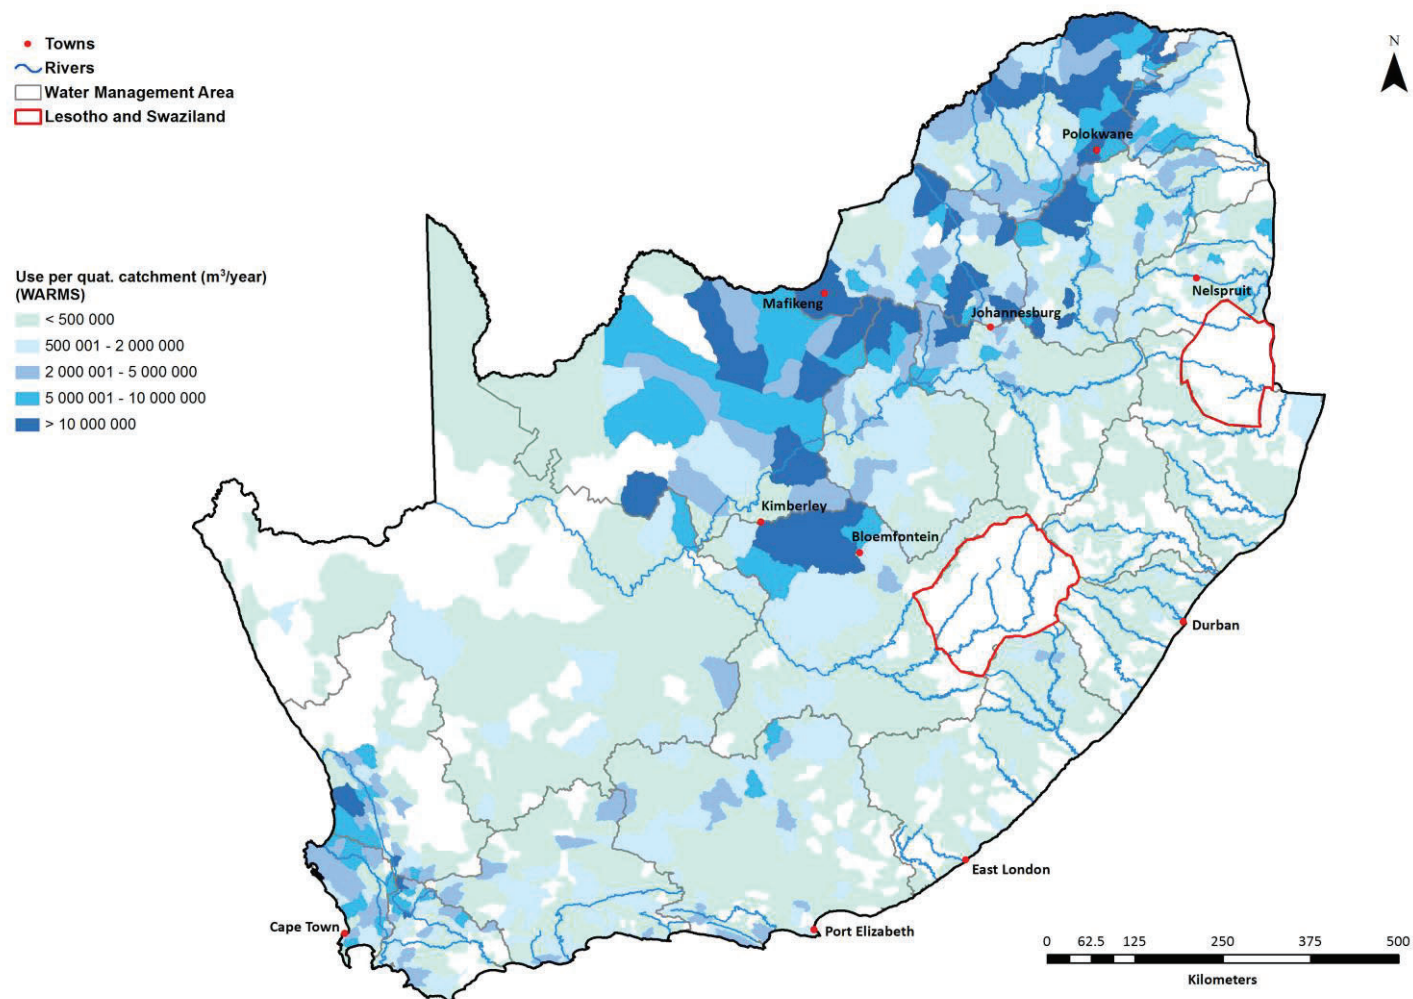 Towns
Rivers
Water Management Area
Lesotho and Swaziland
N
Use per quat. catchment (m³/year)
(WARMS)
< 500 000
500 001 - 2 000 000
2 000 001 - 5 000 000
5 000 001 - 10 000 000
> 10 000 000
Polokwane
Nelspruit
Mafikeng
Johannesburg
Kimberley
Bloemfontein
Durban
East London
Cape Town
Port Elizabeth
0 62.5 125 250 375 500
Kilometers